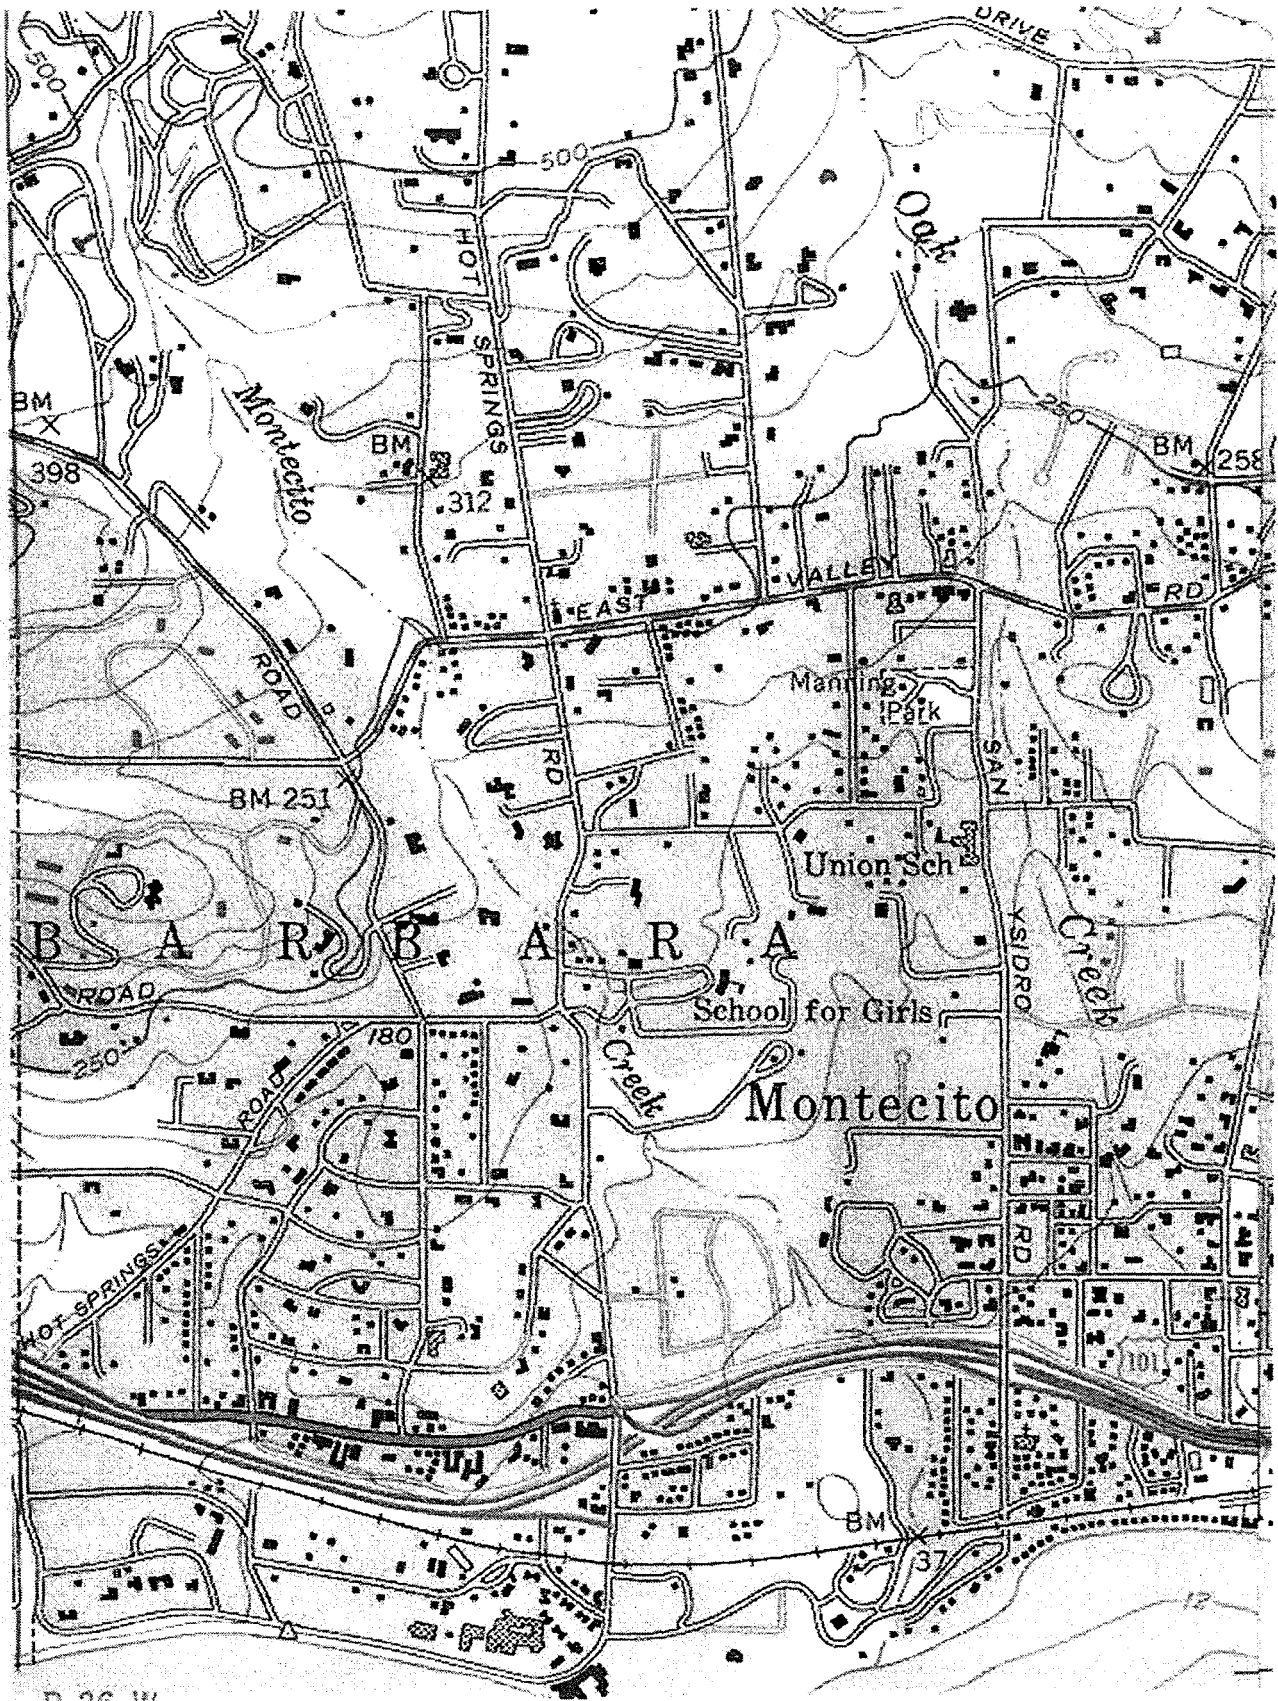 DRIVE
500
500
Oak
HOT
SPRINGS
Montecito
BM
398
BM
312
250
BM
258
VALLEY
EAST
RD
ROAD
Manning
Park
RD
SAN
BM 251
Union Sch
B A R B A R A
YSIDRO
Creek
ROAD
School for Girls
180
250
Creek
ROAD
Montecito
RD
HOT SPRINGS
101
BM
37
12
R 26 W